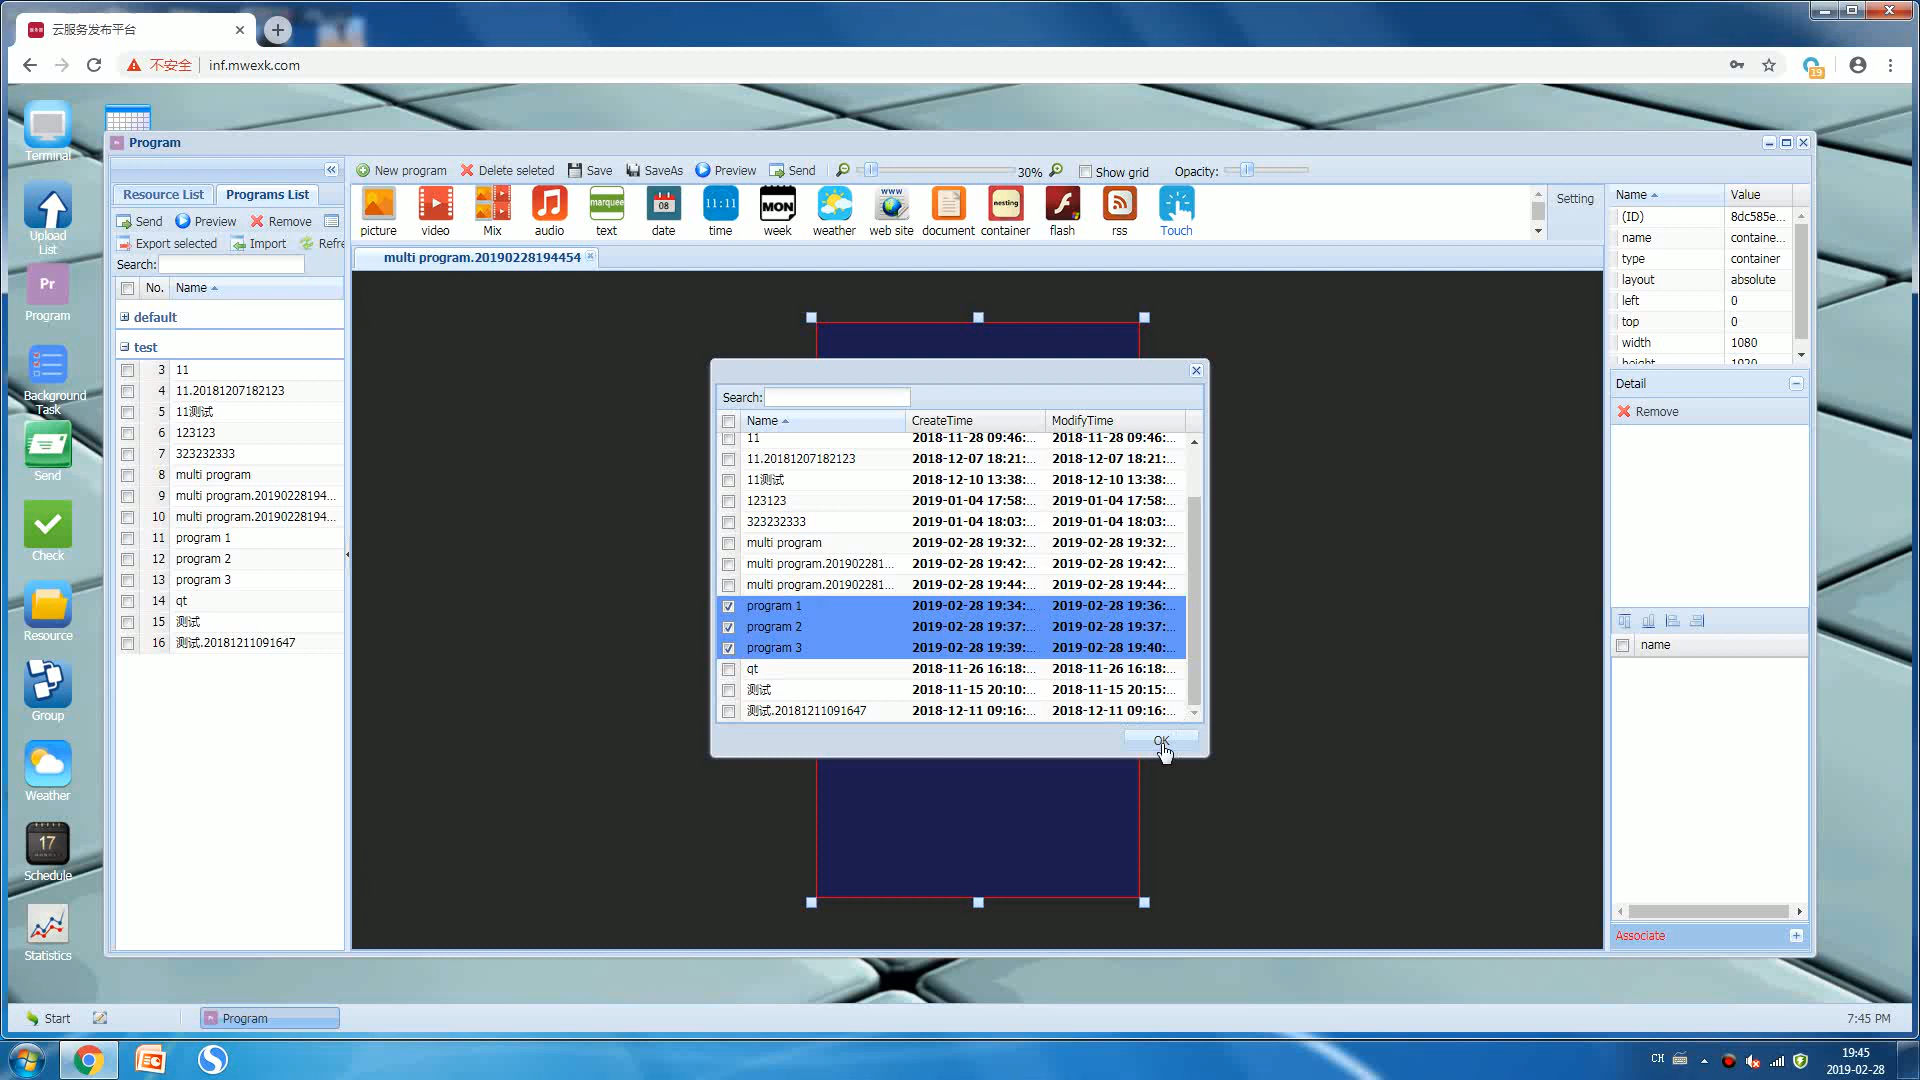 云服务发布平台
不安全 inf.mwexk.com
19
Terminal
Upload List
Pr
Program
Background Task
Send
Check
Resource
Group
Weather
17
Schedule
Statistics
Program
New program Delete seleted Save SaveAs Preview Send 30% Show grid Opacity:
Resource List Programs List
Send Preview Remove
Export selected Import Refre
Search:
No. Name
default
test
3 11
4 11.20181207182123
5 11测试
6 123123
7 323232333
8 multi program
9 multi program.20190228194...
10 multi program.20190228194...
11 program 1
12 program 2
13 program 3
14 qt
15 测试
16 测试.20181211091647
marquee 08 11:11 MON WWW nesting
picture video Mix audio text date time week weather web site document container flash rss Touch
Setting
multi program.20190228194454
Search:
Name CreateTime ModifyTime
11 2018-11-28 09:46:... 2018-11-28 09:46:...
11.20181207182123 2018-12-07 18:21:... 2018-12-07 18:21:...
11测试 2018-12-10 13:38:... 2018-12-10 13:38:...
123123 2019-01-04 17:58:... 2019-01-04 17:58:...
323232333 2019-01-04 18:03:... 2019-01-04 18:03:...
multi program 2019-02-28 19:32:... 2019-02-28 19:32:...
multi program.201902281... 2019-02-28 19:42:... 2019-02-28 19:42:...
multi program.201902281... 2019-02-28 19:44:... 2019-02-28 19:44:...
program 1 2019-02-28 19:34:... 2019-02-28 19:36:...
program 2 2019-02-28 19:37:... 2019-02-28 19:37:...
program 3 2019-02-28 19:39:... 2019-02-28 19:40:...
qt 2018-11-26 16:18:... 2018-11-26 16:18:...
测试 2018-11-15 20:10:... 2018-11-15 20:15:...
测试.20181211091647 2018-12-11 09:16:... 2018-12-11 09:16:...
OK
Name Value
(ID) 8dc585e...
name containe...
type container
layout absolute
left 0
top 0
width 1080
height 1920
Detail
Remove
name
Associate
Start Program 7:45 PM
CH 19:45
2019-02-28